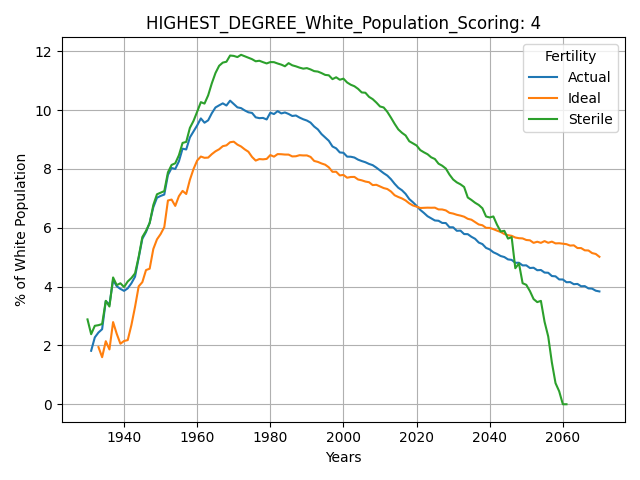 HIGHEST_DEGREE_White_Population_Scoring: 4
Fertility
Actual
Ideal
Sterile
% of White Population
12
10
8
6
4
2
0
1940 1960 1980 2000 2020 2040 2060
Years